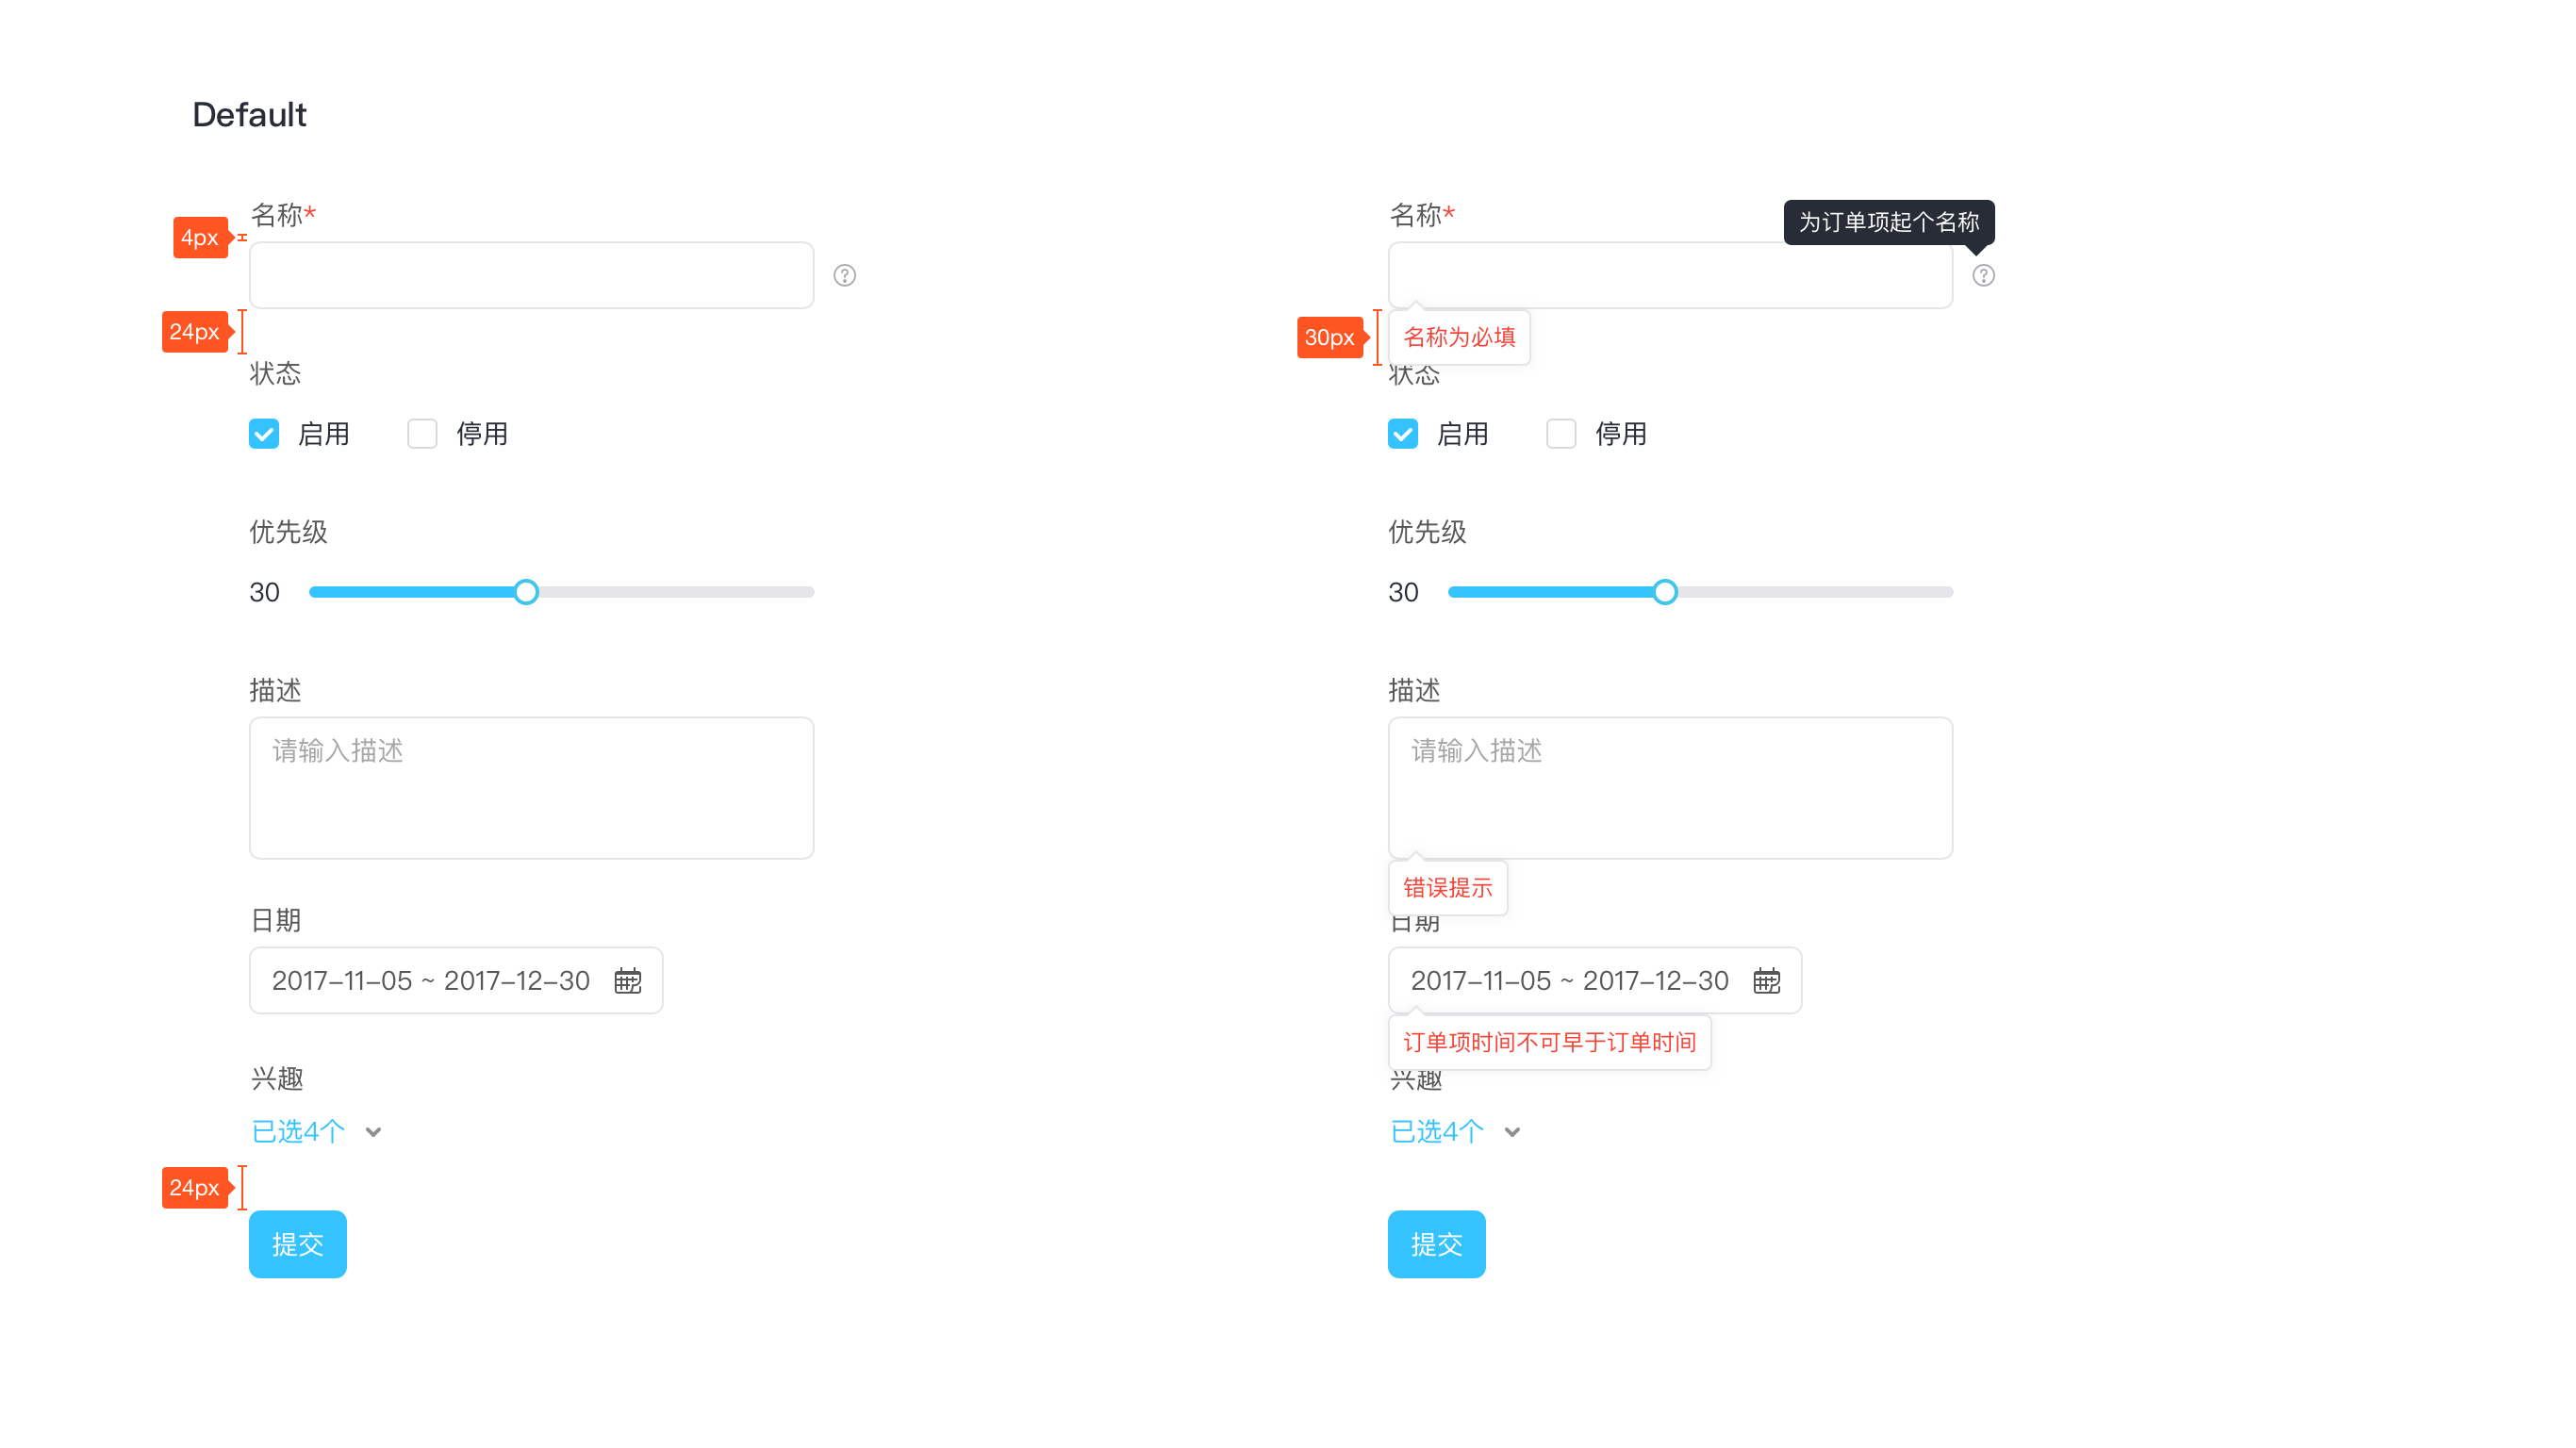 Default
名称*
4px
24px
状态
启用 停用
优先级
30
描述
请输入描述
日期
2017-11-05 ~ 2017-12-30
兴趣
已选4个
24px
提交
名称*
为订单项起个名称
30px
名称为必填
状态
启用 停用
优先级
30
描述
请输入描述
错误提示
日期
2017-11-05 ~ 2017-12-30
订单项时间不可早于订单时间
兴趣
已选4个
提交